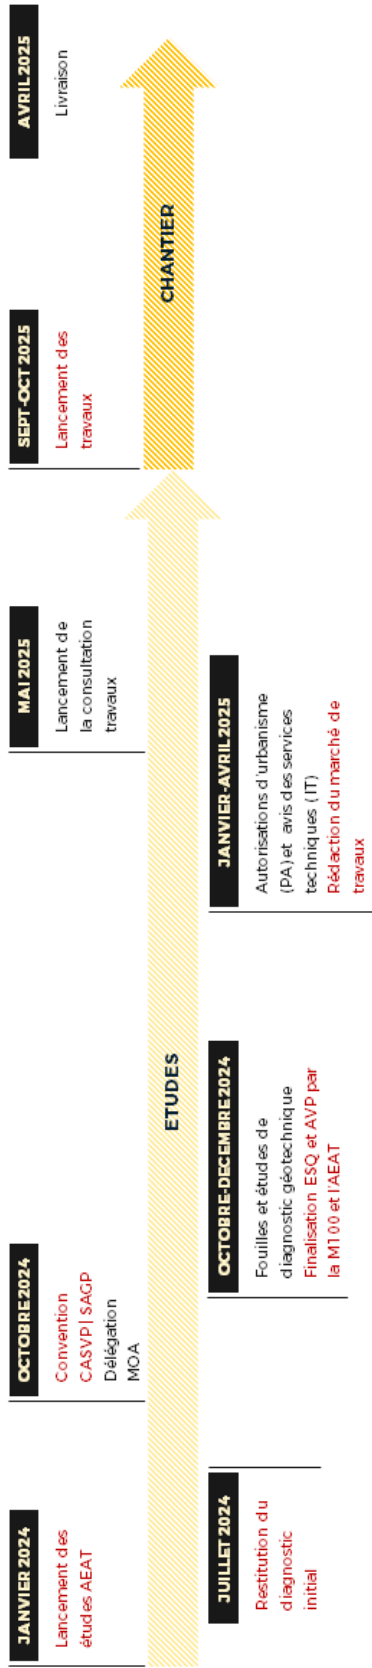 JANVIER 2024
Lancement des
études AEAT
OCTOBRE 2024
Convention
CASVP | SAGP
Délégation
MOA
MAI 2025
Lancement de
la consultation
travaux
SEPT-OCT 2025
Lancement des
travaux
AVRIL 2025
Livraison
ETUDES
CHANTIER
JUILLET 2024
Restitution du
diagnostic
initial
OCTOBRE-DECEMBRE 2024
Fouilles et études de
diagnostic géotechnique
Finalisation ESQ et AVP par
la M100 et l'AEAT
JANVIER-AVRIL 2025
Autorisations d'urbanisme
(PA) et avis des services
techniques (IT)
Rédaction du marché de
travaux